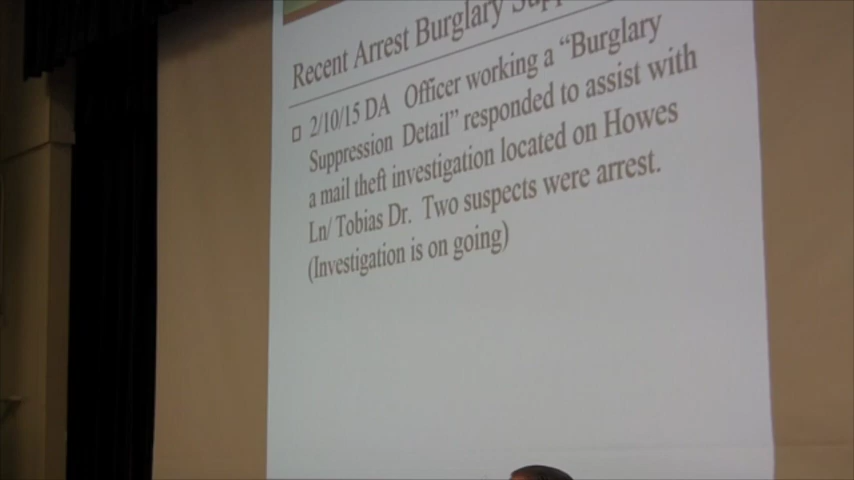 Recent Arrest Burglary
2/10/15 DA Officer working a “Burglary
Suppression Detail” responded to assist with
a mail theft investigation located on Howes
Ln/ Tobias Dr. Two suspects were arrest.
(Investigation is on going)